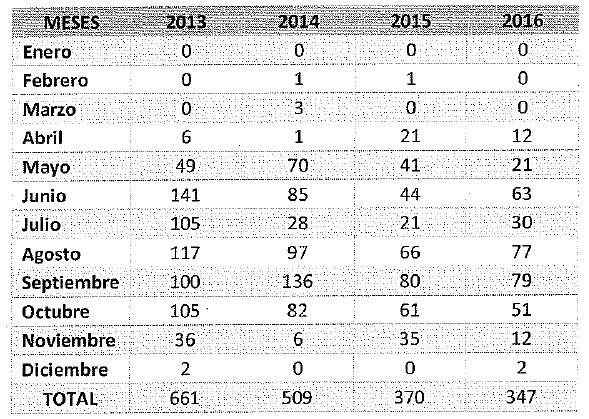 MESES 2013 2014 2015 2016
Enero 0 0 0 0
Febrero 0 1 1 0
Marzo 0 3 0 0
Abril 6 1 21 12
Mayo 49 70 41 21
Junio 141 85 44 63
Julio 105 28 21 30
Agosto 117 97 66 77
Septiembre 100 136 80 79
Octubre 105 82 61 51
Noviembre 36 6 35 12
Diciembre 2 0 0 2
TOTAL 661 509 370 347